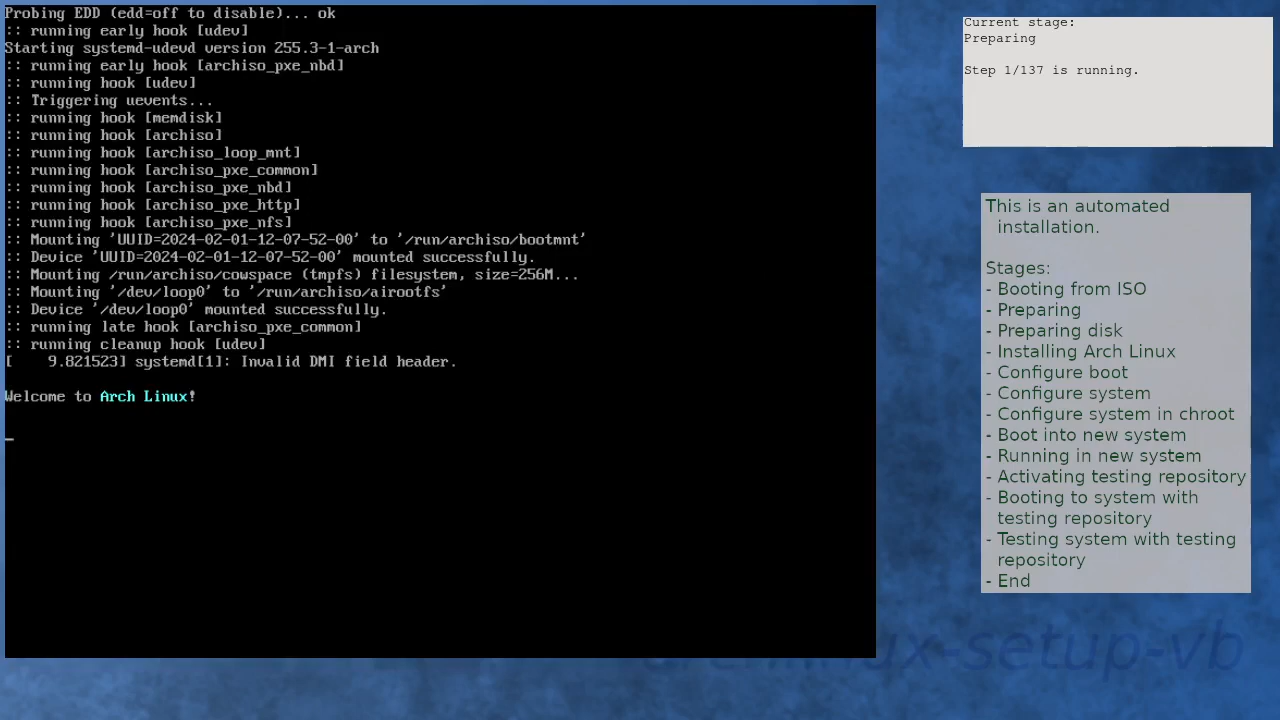 Probing EDD (edd=off to disable)... ok
:: running early hook [udev]
Starting systemd-udevd version 255.3-1-arch
:: running early hook [archiso_pxe_nbd]
:: running hook [udev]
:: Triggering uevents...
:: running hook [memdisk]
:: running hook [archiso]
:: running hook [archiso_loop_mnt]
:: running hook [archiso_pxe_common]
:: running hook [archiso_pxe_nbd]
:: running hook [archiso_pxe_http]
:: running hook [archiso_pxe_nfs]
:: Mounting 'UUID=2024-02-01-12-07-52-00' to '/run/archiso/bootmnt'
:: Device 'UUID=2024-02-01-12-07-52-00' mounted successfully.
:: Mounting /run/archiso/cowspace (tmpfs) filesystem, size=256M...
:: Mounting '/dev/loop0' to '/run/archiso/airootfs'
:: Device '/dev/loop0' mounted successfully.
:: running late hook [archiso_pxe_common]
:: running cleanup hook [udev]
[    9.821523] systemd[1]: Invalid DMI field header.
Welcome to Arch Linux!
Current stage:
Preparing
Step 1/137 is running.
This is an automated
installation.
Stages:
- Booting from ISO
- Preparing
- Preparing disk
- Installing Arch Linux
- Configure boot
- Configure system
- Configure system in chroot
- Boot into new system
- Running in new system
- Activating testing repository
- Booting to system with
testing repository
- Testing system with testing
repository
- End